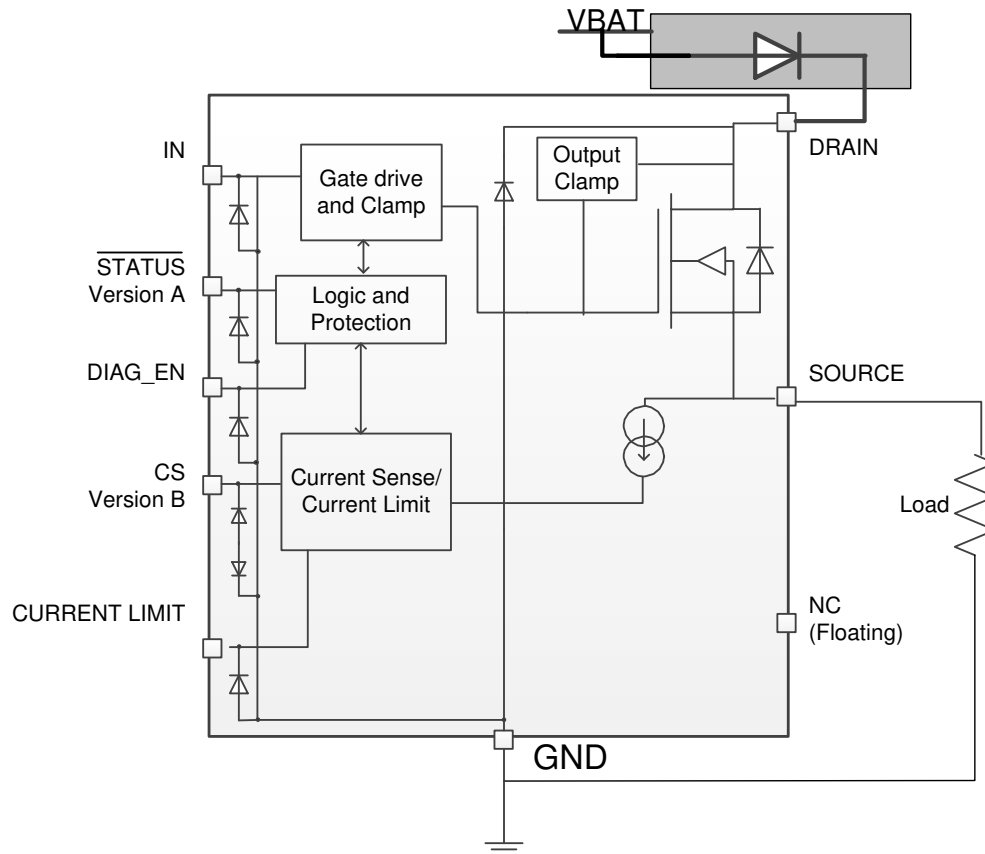 VBAT
IN
DRAIN
Gate drive
and Clamp
Output
Clamp
STATUS
Version A
Logic and
Protection
DIAG_EN
SOURCE
CS
Version B
Current Sense/
Current Limit
Load
CURRENT LIMIT
NC
(Floating)
GND